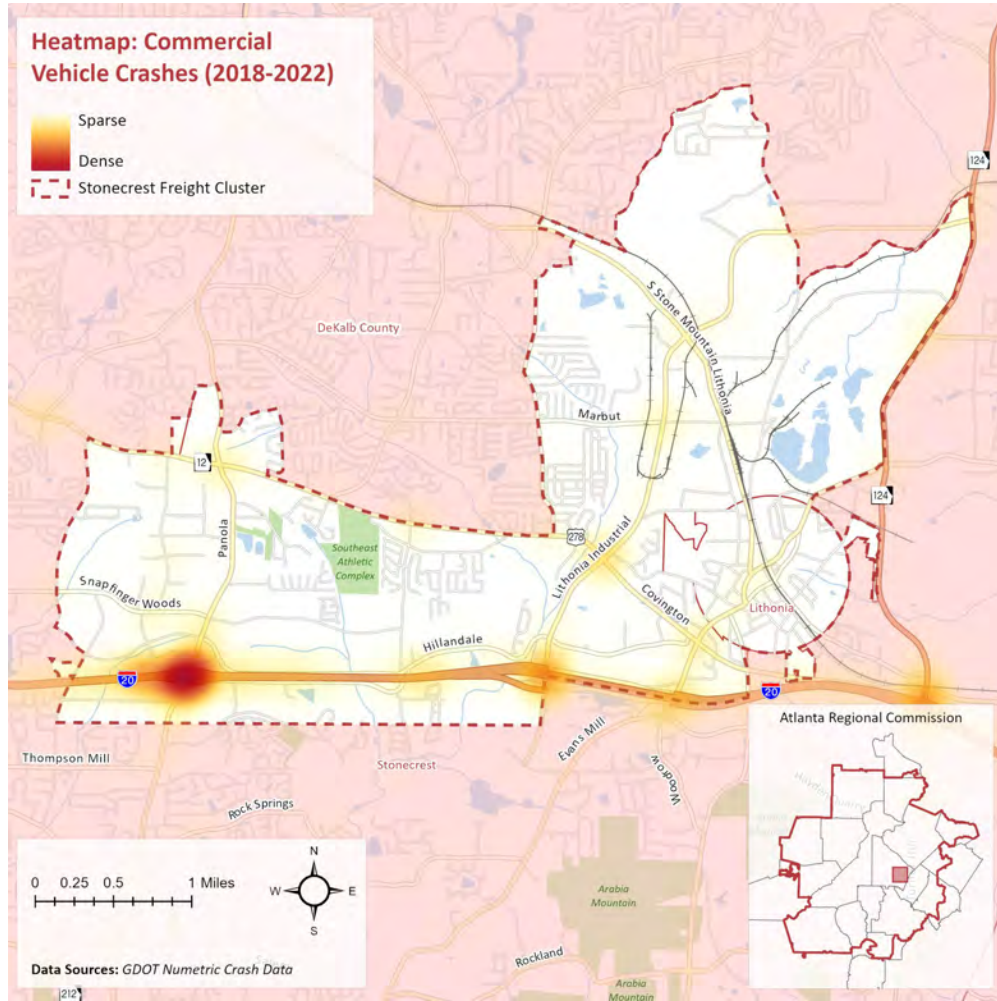 Heatmap: Commercial
Vehicle Crashes (2018-2022)
Sparse
Dense
Stonecrest Freight Cluster
124
DeKalb County
S Stone Mountain Lithonia
Marbut
12
124
Panola
278
Southeast
Athletic
Complex
Lithonia Industrial
Snapfinger Woods
Covington
Lithonia
Hillandale
20
20
Evans Mill
Atlanta Regional Commission
Thompson Mill
Stonecrest
Woodrow
Rock Springs
0 0.25 0.5 1 Miles
N
W E
S
Arabia
Mountain
Data Sources: GDOT Numetric Crash Data
Rockland
212
Arabia
Mountain